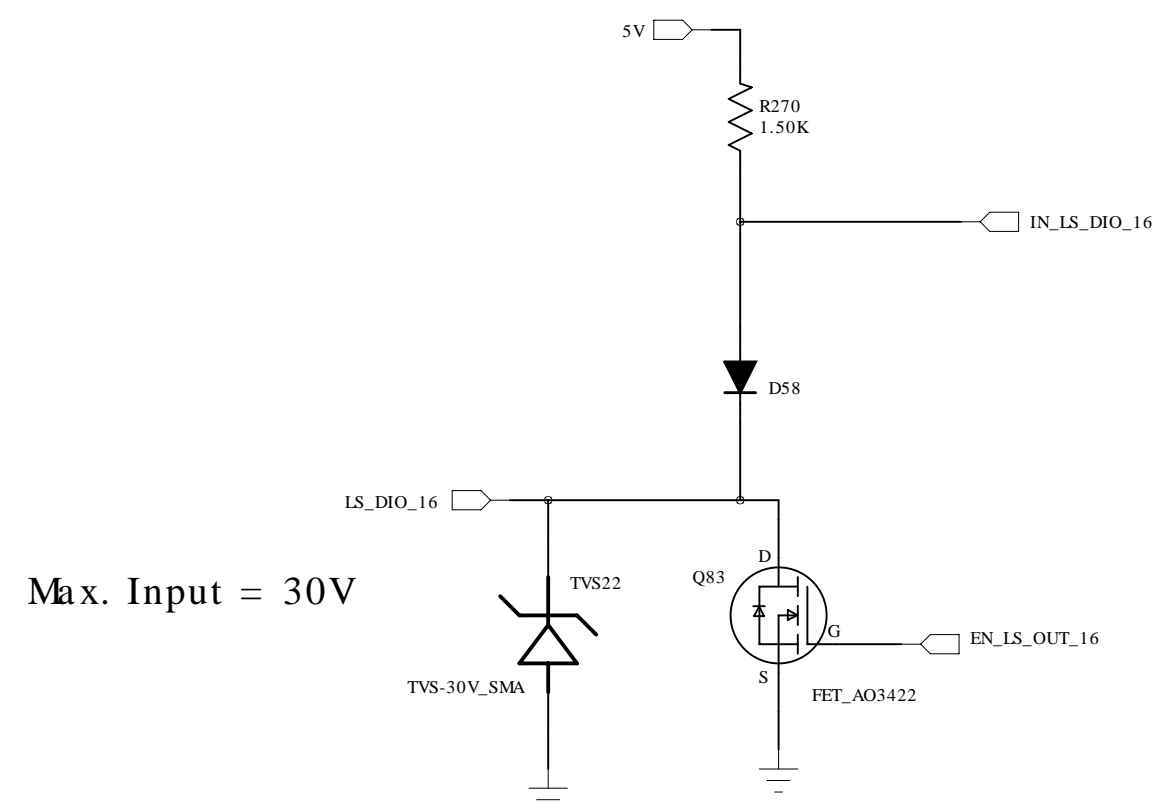 5V
R270
1.50K
IN_LS_DIO_16
D58
LS_DIO_16
D
Q83
TVS22
Max. Input = 30V
G
EN_LS_OUT_16
S
TVS-30V_SMA
FET_AO3422